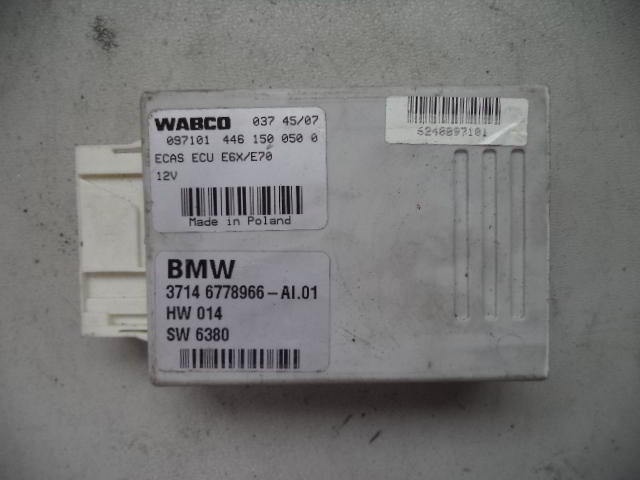 WABCO 037 45/07
097101 446 150 050 0
ECAS ECU E6X/E70
12V
Made in Poland
6240897101
BMW
3714 6778966-AI.01
HW 014
SW 6380